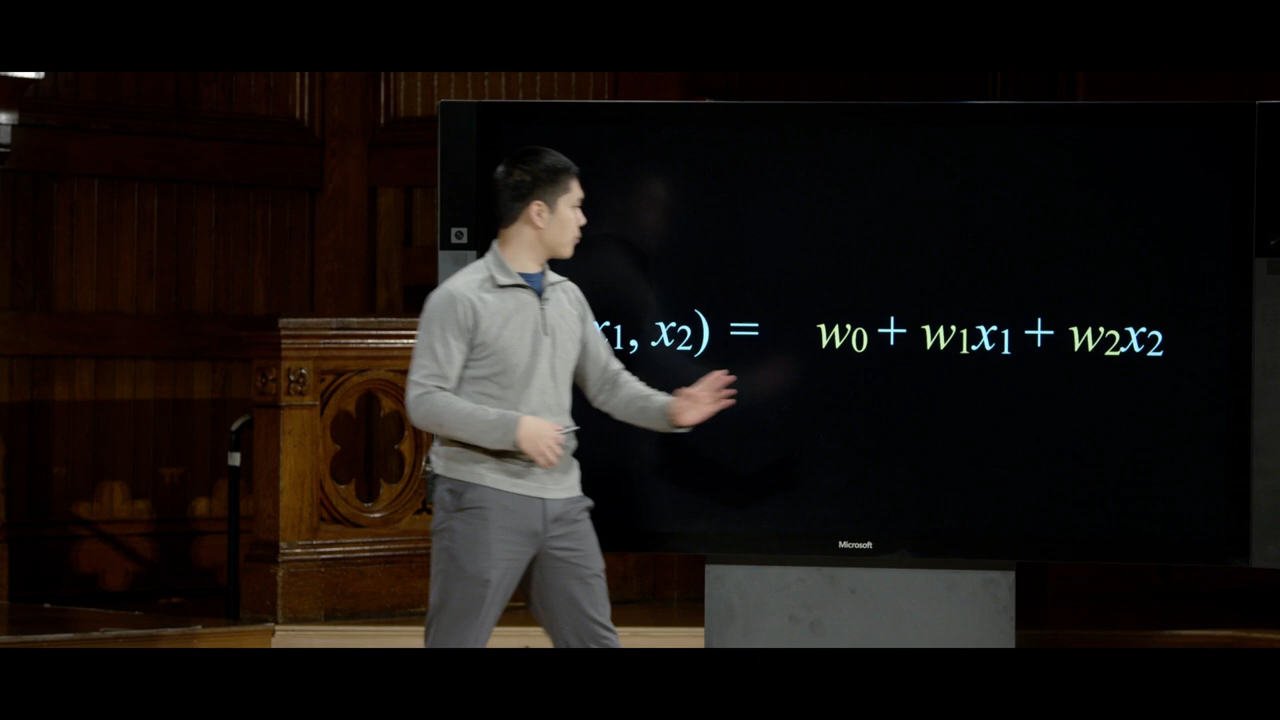 x1, x2) = w0 + w1x1 + w2x2
Microsoft